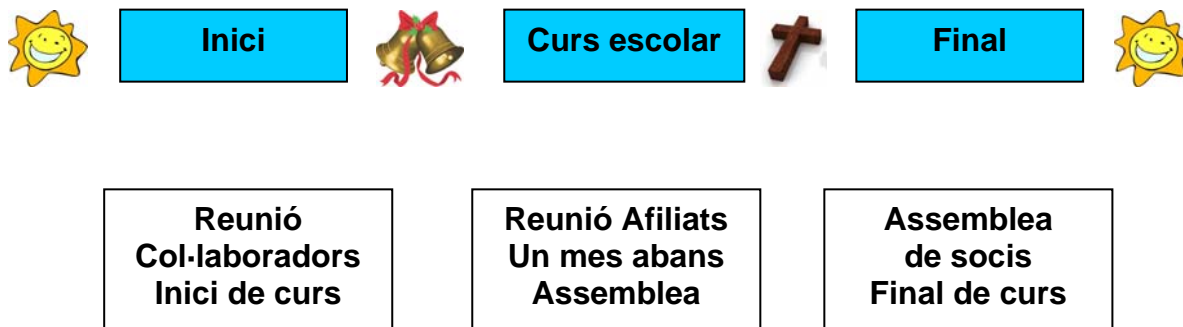 Inici
Curs escolar
Final
Reunió
Col·laboradors
Inici de curs
Reunió Afiliats
Un mes abans
Assemblea
Assemblea
de socis
Final de curs